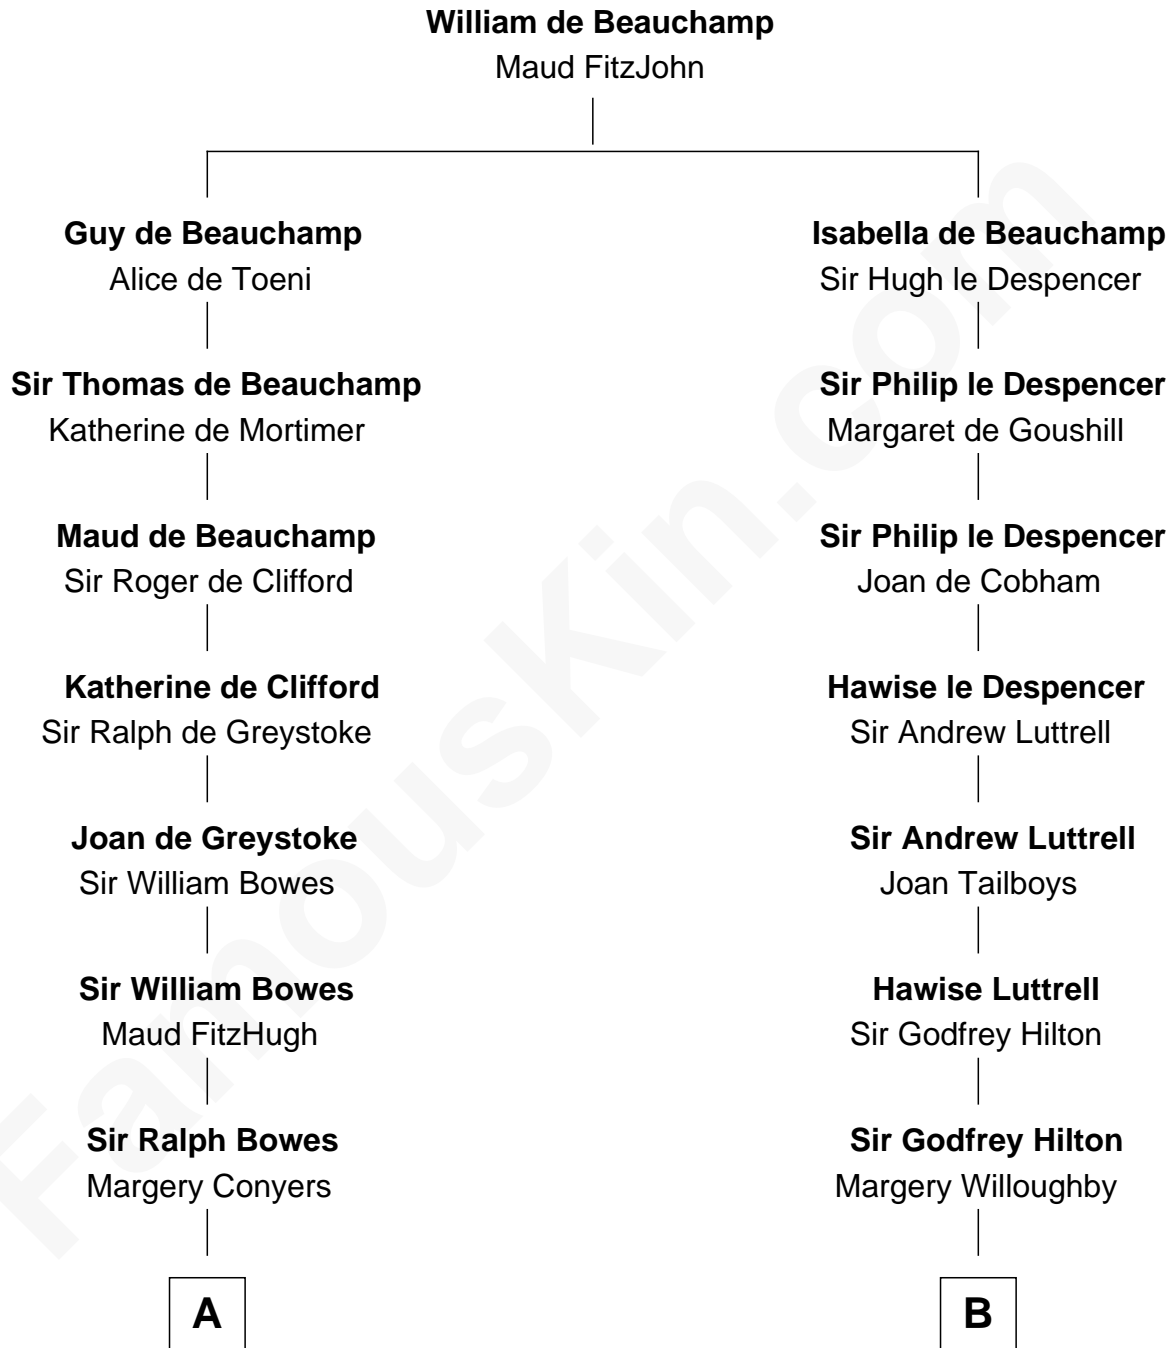 William de Beauchamp
Maud FitzJohn
Guy de Beauchamp
Alice de Toeni
Isabella de Beauchamp
Sir Hugh le Despencer
Sir Thomas de Beauchamp
Katherine de Mortimer
Sir Philip le Despencer
Margaret de Goushill
Maud de Beauchamp
Sir Roger de Clifford
Sir Philip le Despencer
Joan de Cobham
Katherine de Clifford
Sir Ralph de Greystoke
Hawise le Despencer
Sir Andrew Luttrell
Joan de Greystoke
Sir William Bowes
Sir Andrew Luttrell
Joan Tailboys
Sir William Bowes
Maud FitzHugh
Hawise Luttrell
Sir Godfrey Hilton
Sir Ralph Bowes
Margery Conyers
Sir Godfrey Hilton
Margery Willoughby
A
B
FamousKin.com